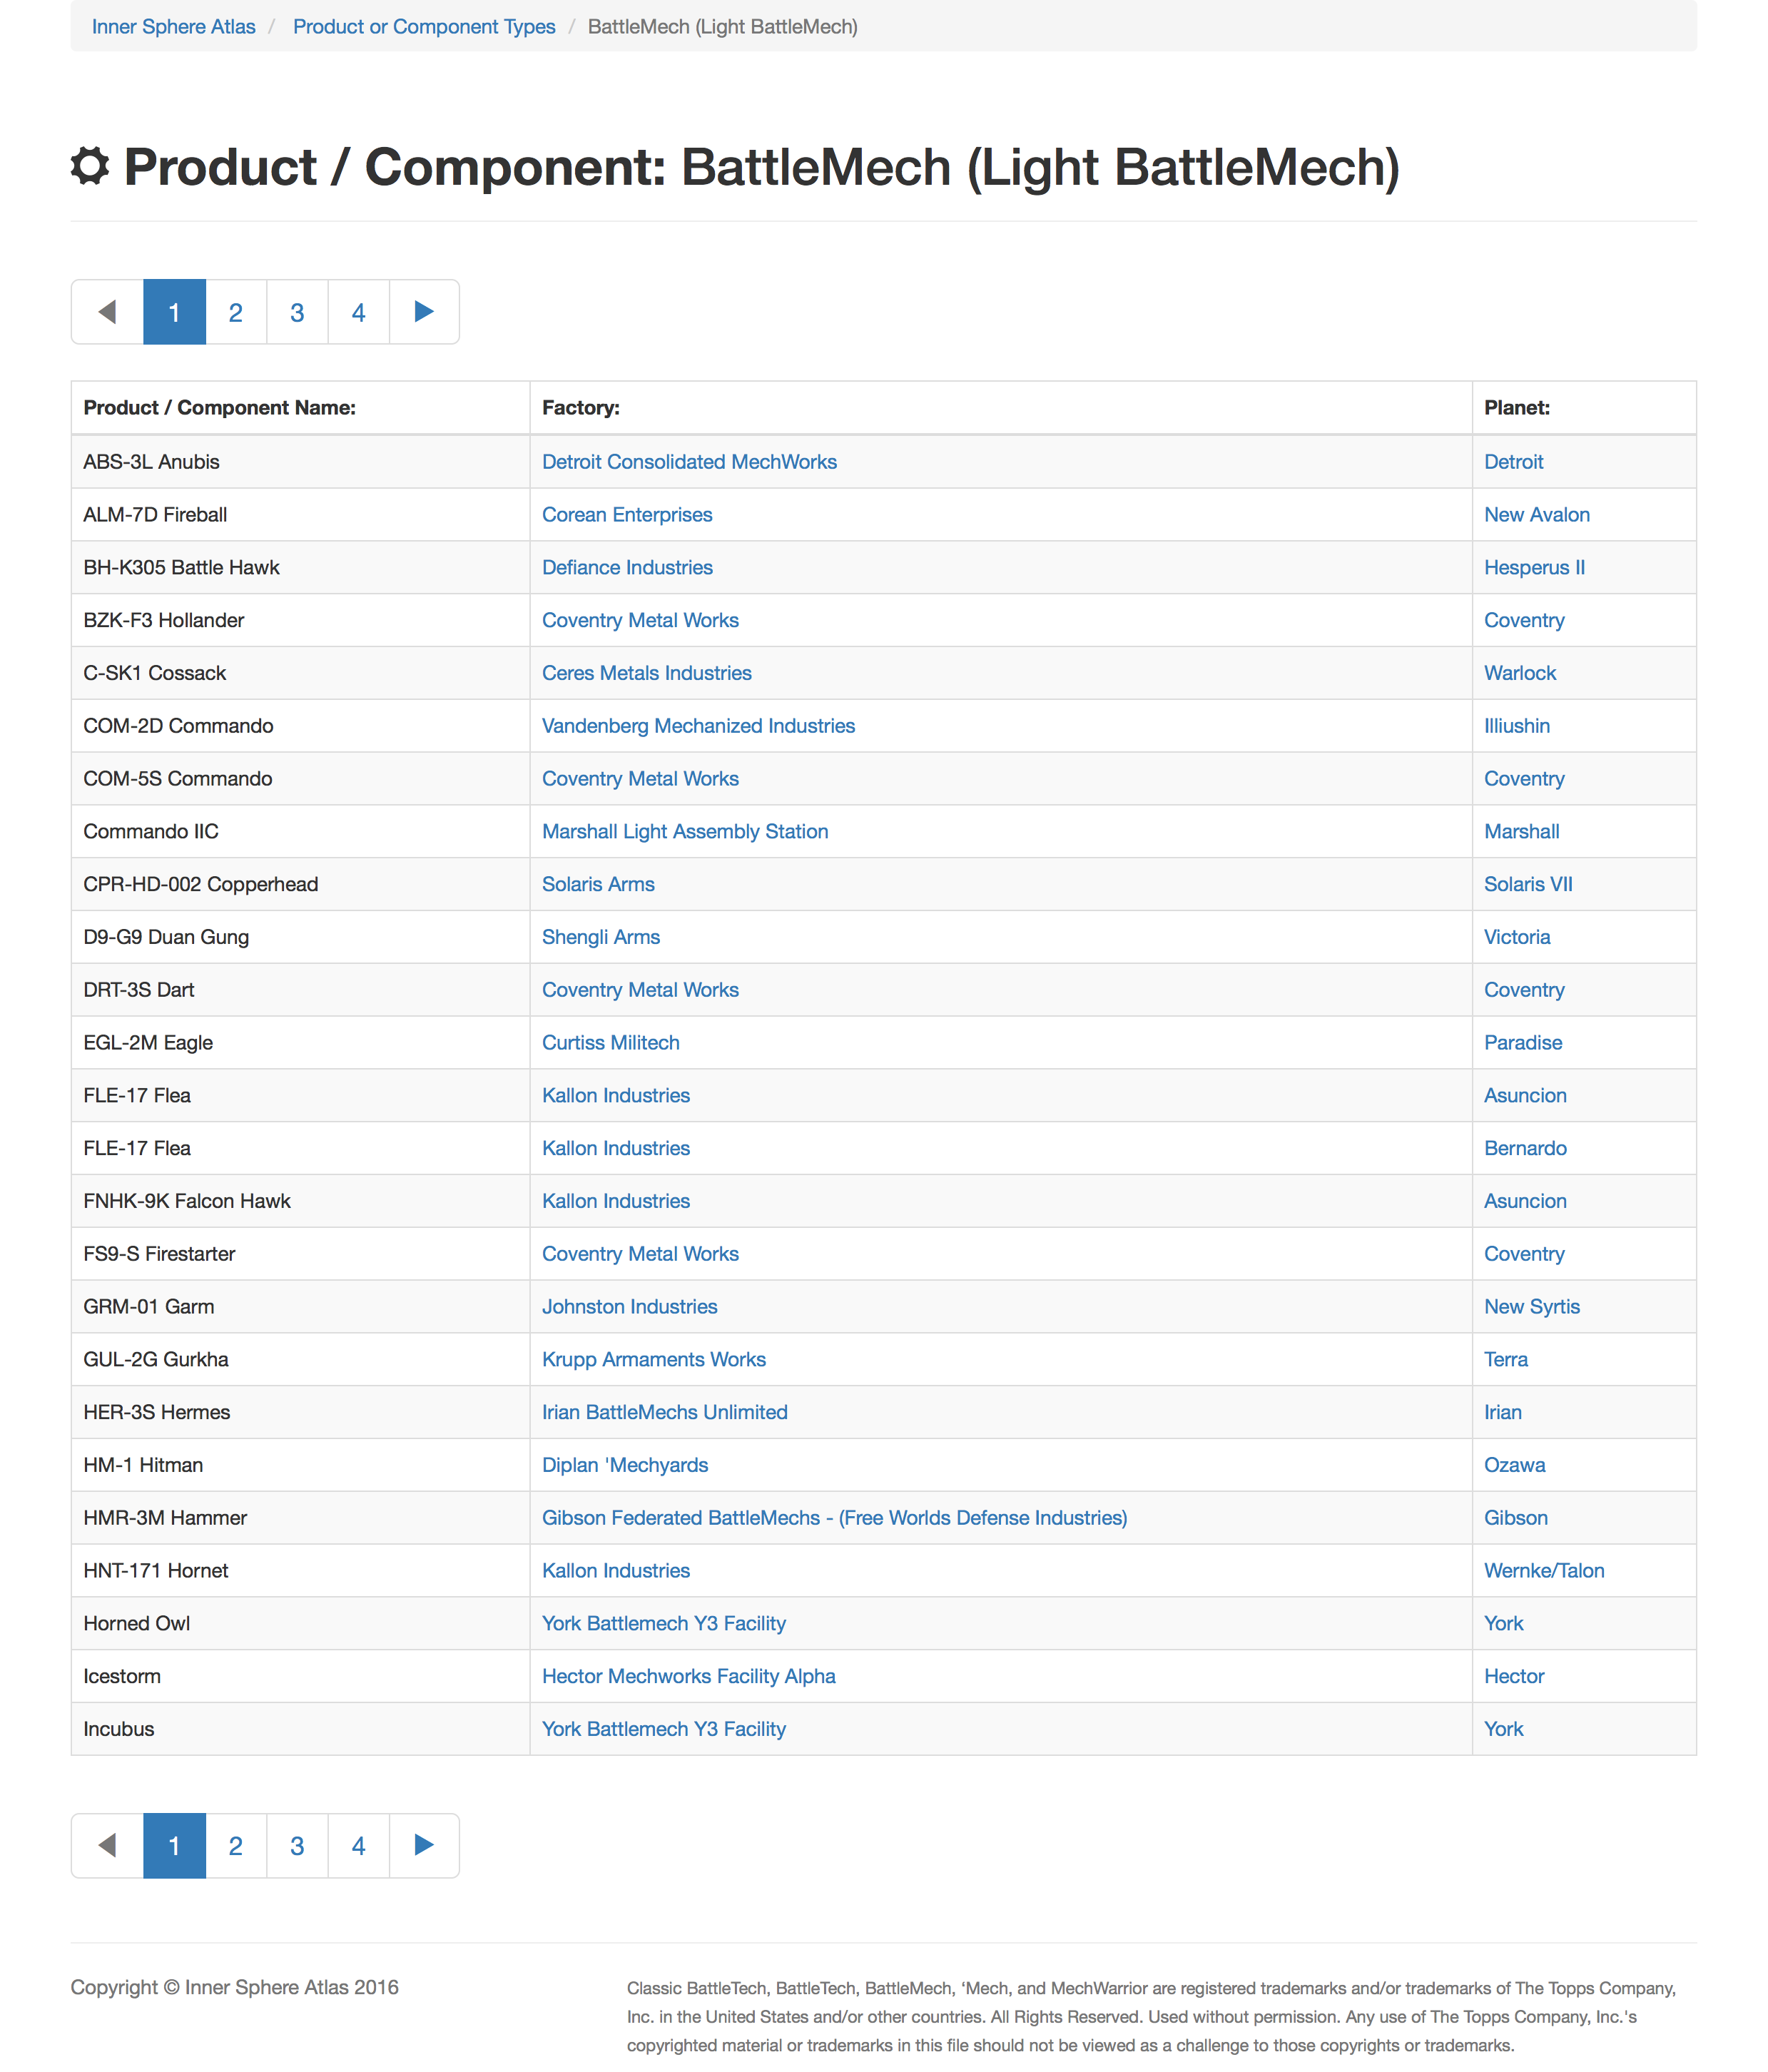 Inner Sphere Atlas / Product or Component Types / BattleMech (Light BattleMech)
Product / Component: BattleMech (Light BattleMech)
1 2 3 4
Product / Component Name: Factory: Planet:
ABS-3L Anubis Detroit Consolidated MechWorks Detroit
ALM-7D Fireball Corean Enterprises New Avalon
BH-K305 Battle Hawk Defiance Industries Hesperus II
BZK-F3 Hollander Coventry Metal Works Coventry
C-SK1 Cossack Ceres Metals Industries Warlock
COM-2D Commando Vandenberg Mechanized Industries Illiushin
COM-5S Commando Coventry Metal Works Coventry
Commando IIC Marshall Light Assembly Station Marshall
CPR-HD-002 Copperhead Solaris Arms Solaris VII
D9-G9 Duan Gung Shengli Arms Victoria
DRT-3S Dart Coventry Metal Works Coventry
EGL-2M Eagle Curtiss Militech Paradise
FLE-17 Flea Kallon Industries Asuncion
FLE-17 Flea Kallon Industries Bernardo
FNHK-9K Falcon Hawk Kallon Industries Asuncion
FS9-S Firestarter Coventry Metal Works Coventry
GRM-01 Garm Johnston Industries New Syrtis
GUL-2G Gurkha Krupp Armaments Works Terra
HER-3S Hermes Irian BattleMechs Unlimited Irian
HM-1 Hitman Diplan 'Mechyards Ozawa
HMR-3M Hammer Gibson Federated BattleMechs - (Free Worlds Defense Industries) Gibson
HNT-171 Hornet Kallon Industries Wernke/Talon
Horned Owl York Battlemech Y3 Facility York
Icestorm Hector Mechworks Facility Alpha Hector
Incubus York Battlemech Y3 Facility York
1 2 3 4
Copyright © Inner Sphere Atlas 2016
Classic BattleTech, BattleTech, BattleMech, ‘Mech, and MechWarrior are registered trademarks and/or trademarks of The Topps Company,
Inc. in the United States and/or other countries. All Rights Reserved. Used without permission. Any use of The Topps Company, Inc.'s
copyrighted material or trademarks in this file should not be viewed as a challenge to those copyrights or trademarks.